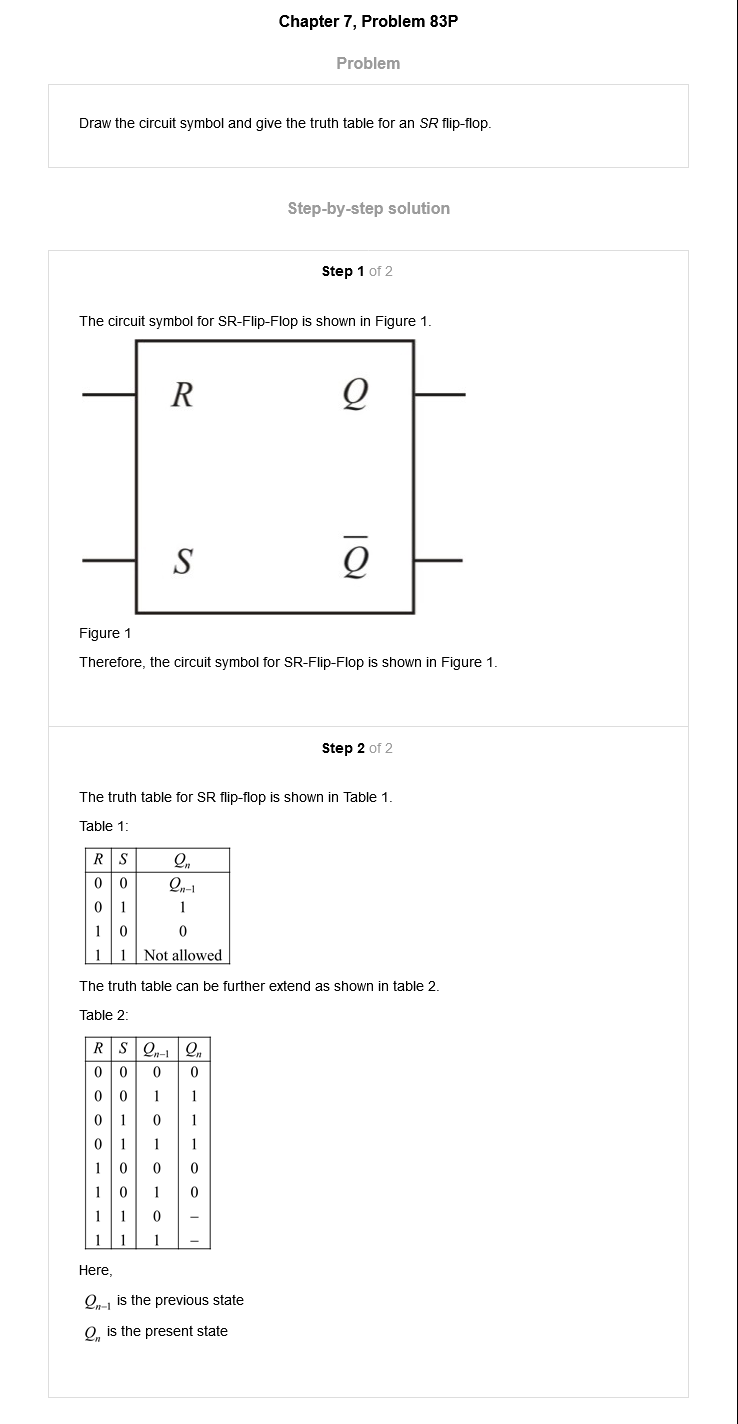 Chapter 7, Problem 83P
Problem
Draw the circuit symbol and give the truth table for an SR flip-flop.
Step-by-step solution
Step 1 of 2
The circuit symbol for SR-Flip-Flop is shown in Figure 1.
R Q
S Q̅
Figure 1
Therefore, the circuit symbol for SR-Flip-Flop is shown in Figure 1.
Step 2 of 2
The truth table for SR flip-flop is shown in Table 1.
Table 1:
R S Qₙ
0 0 Qₙ₋₁
0 1 1
1 0 0
1 1 Not allowed
The truth table can be further extend as shown in table 2.
Table 2:
R S Qₙ₋₁ Qₙ
0 0 0 0
0 0 1 1
0 1 0 1
0 1 1 1
1 0 0 0
1 0 1 0
1 1 0 –
1 1 1 –
Here,
Qₙ₋₁ is the previous state
Qₙ is the present state